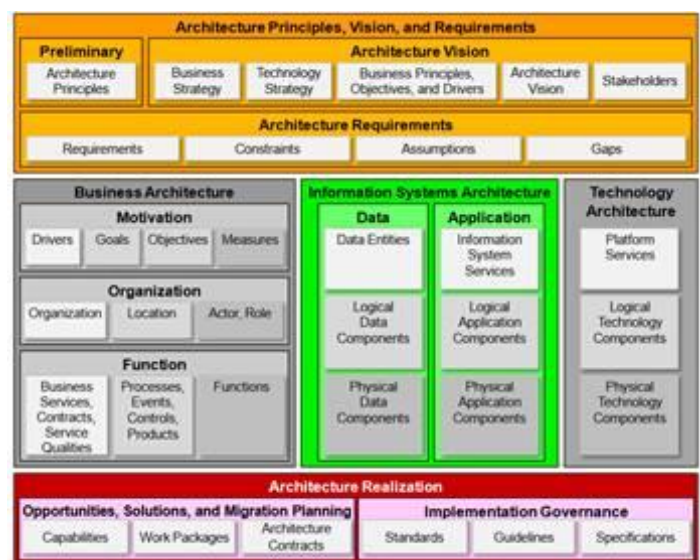 Architecture Principles, Vision, and Requirements
Preliminary
Architecture
Principles
Architecture Vision
Business
Strategy
Technology
Strategy
Business Principles,
Objectives, and Drivers
Architecture
Vision
Stakeholders
Architecture Requirements
Requirements
Constraints
Assumptions
Gaps
Business Architecture
Motivation
Drivers
Goals
Objectives
Measures
Organization
Organization
Location
Actor, Role
Function
Business
Services,
Contracts,
Service
Qualities
Processes,
Events,
Controls,
Products
Functions
Information Systems Architecture
Data
Data Entities
Logical
Data
Components
Physical
Data
Components
Application
Information
System
Services
Logical
Application
Components
Physical
Application
Components
Technology
Architecture
Platform
Services
Logical
Technology
Components
Physical
Technology
Components
Architecture Realization
Opportunities, Solutions, and Migration Planning
Capabilities
Work Packages
Architecture
Contracts
Implementation Governance
Standards
Guidelines
Specifications